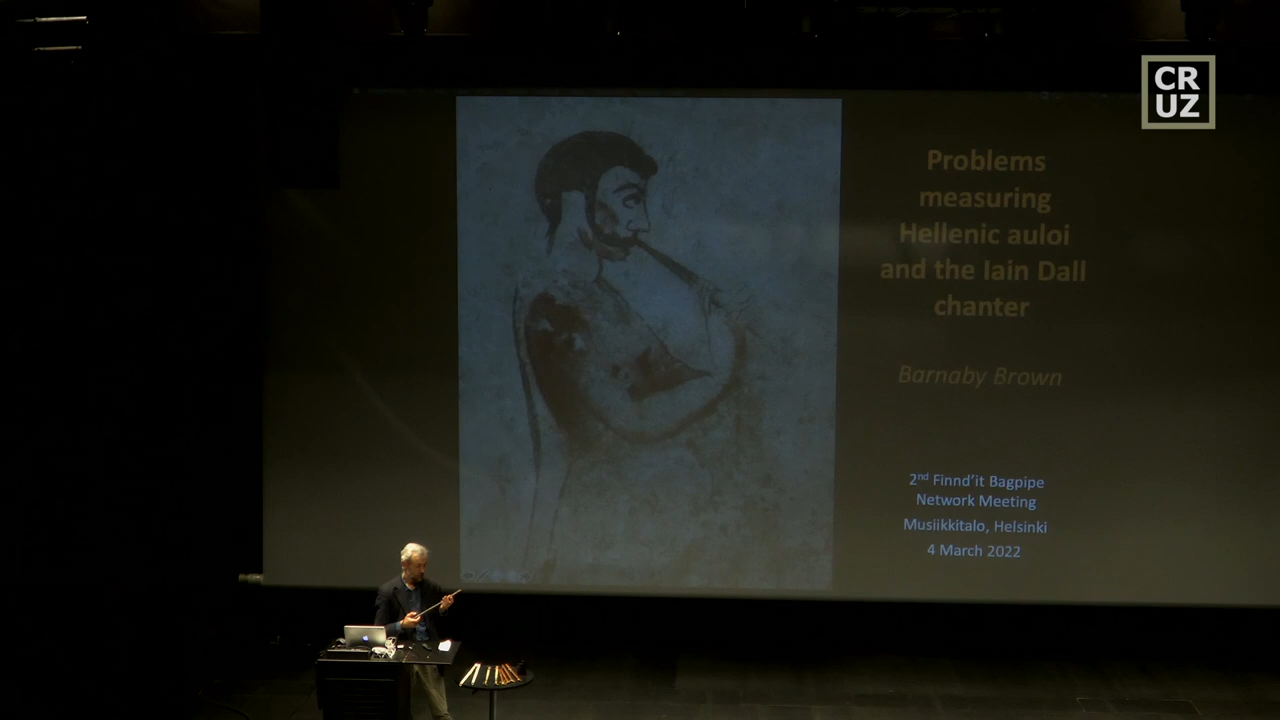 CR
UZ
Problems
measuring
Hellenic auloi
and the Iain Dall
chanter
Barnaby Brown
2nd Finnd'it Bagpipe
Network Meeting
Musiikkitalo, Helsinki
4 March 2022